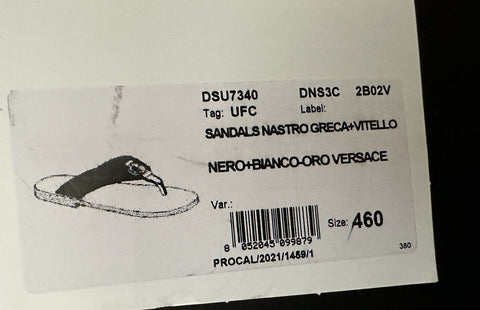 DSU7340 DNS3C 2B02V
Tag: UFC Label:
SANDALS NASTRO GRECA+VITELLO
NERO+BIANCO-ORO VERSACE
Var.:
Size: 460
8 052045 099879
PROCAL/2021/1459/1
380